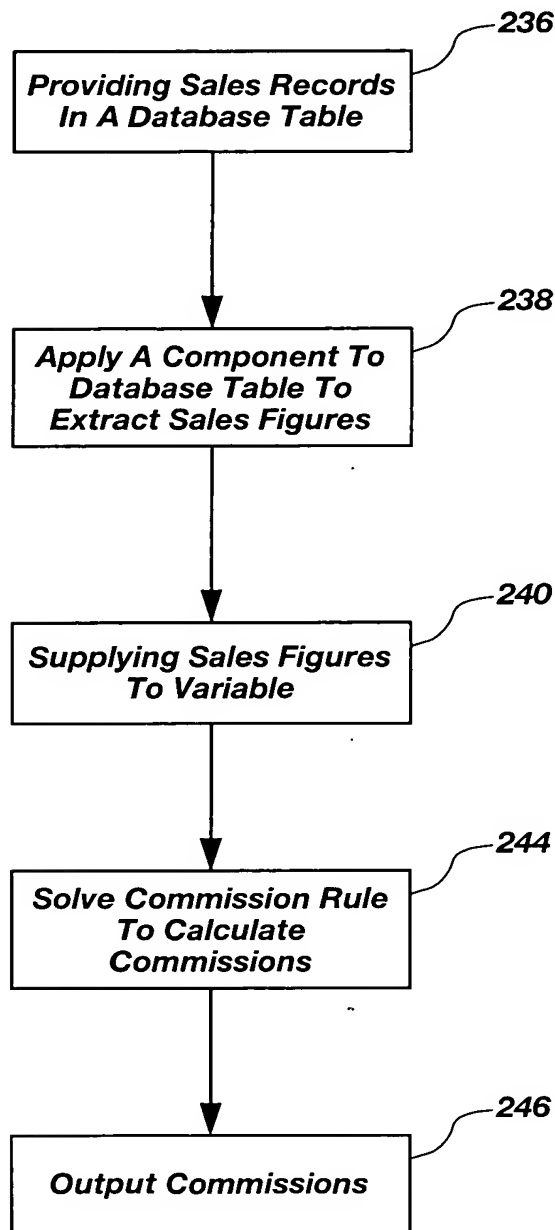 236
Providing Sales Records
In A Database Table
238
Apply A Component To
Database Table To
Extract Sales Figures
240
Supplying Sales Figures
To Variable
244
Solve Commission Rule
To Calculate
Commissions
246
Output Commissions